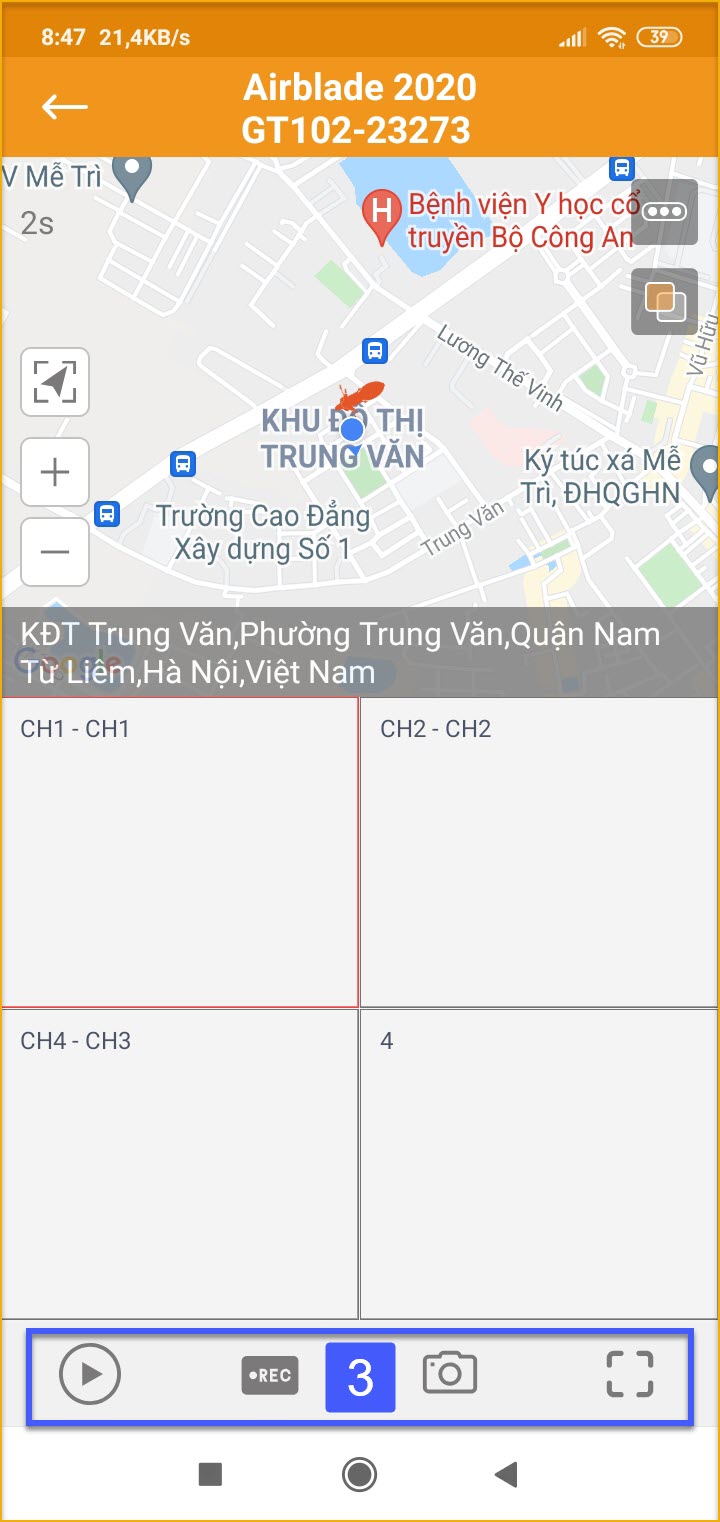 8:47 21,4KB/s
39
Airblade 2020
GT102-23273
V Mễ Trì
2s
H
Bệnh viện Y học cổ
truyền Bộ Công An
Lương Thế Vinh
Vũ Hữu
KHU ĐÔ THỊ
TRUNG VĂN
Ký túc xá Mễ
Trì, ĐHQGHN
Trường Cao Đẳng
Xây dựng Số 1
Trung Văn
KĐT Trung Văn,Phường Trung Văn,Quận Nam
Từ Liêm,Hà Nội,Việt Nam
Google
CH1 - CH1
CH2 - CH2
CH4 - CH3
4
REC
3